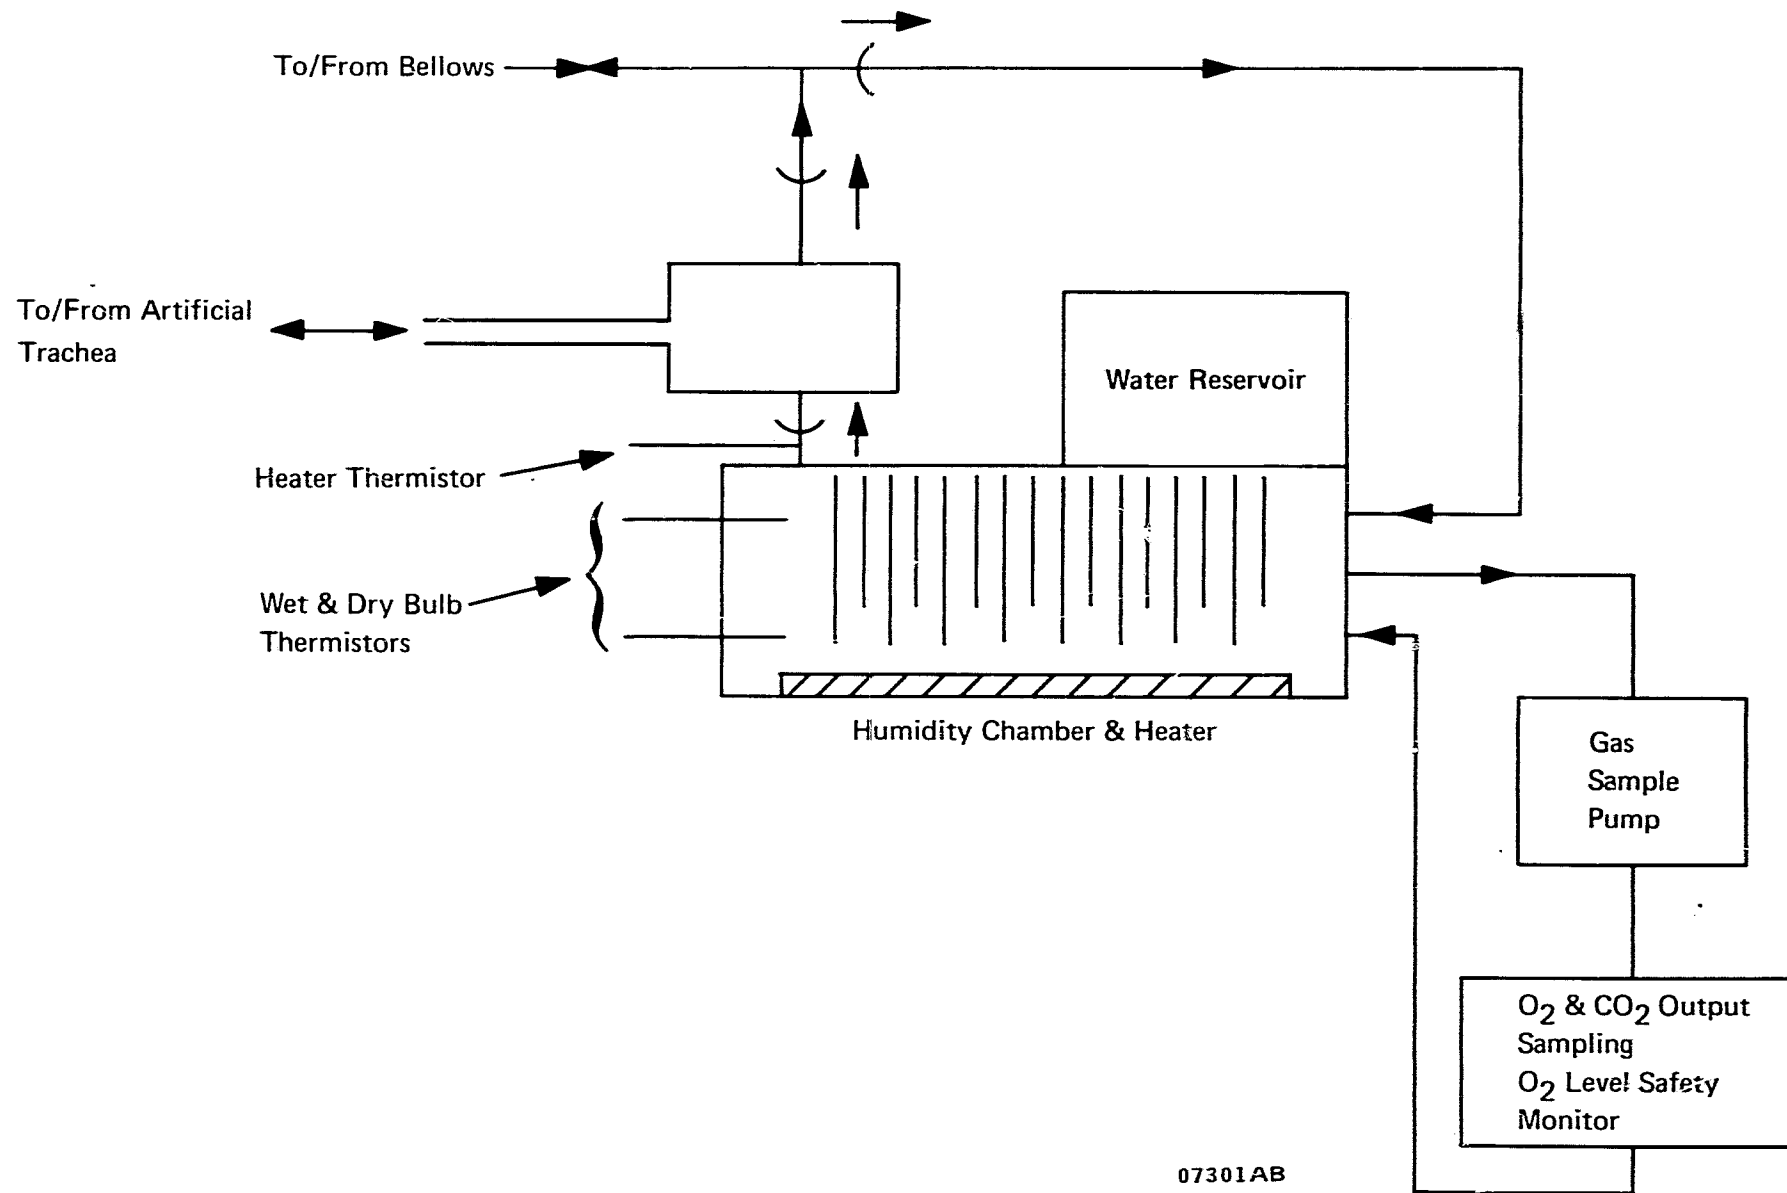 To/From Bellows
To/From Artificial
Trachea
Water Reservoir
Heater Thermistor
Wet & Dry Bulb
Thermistors
Humidity Chamber & Heater
Gas
Sample
Pump
O2 & CO2 Output
Sampling
O2 Level Safety
Monitor
07301AB